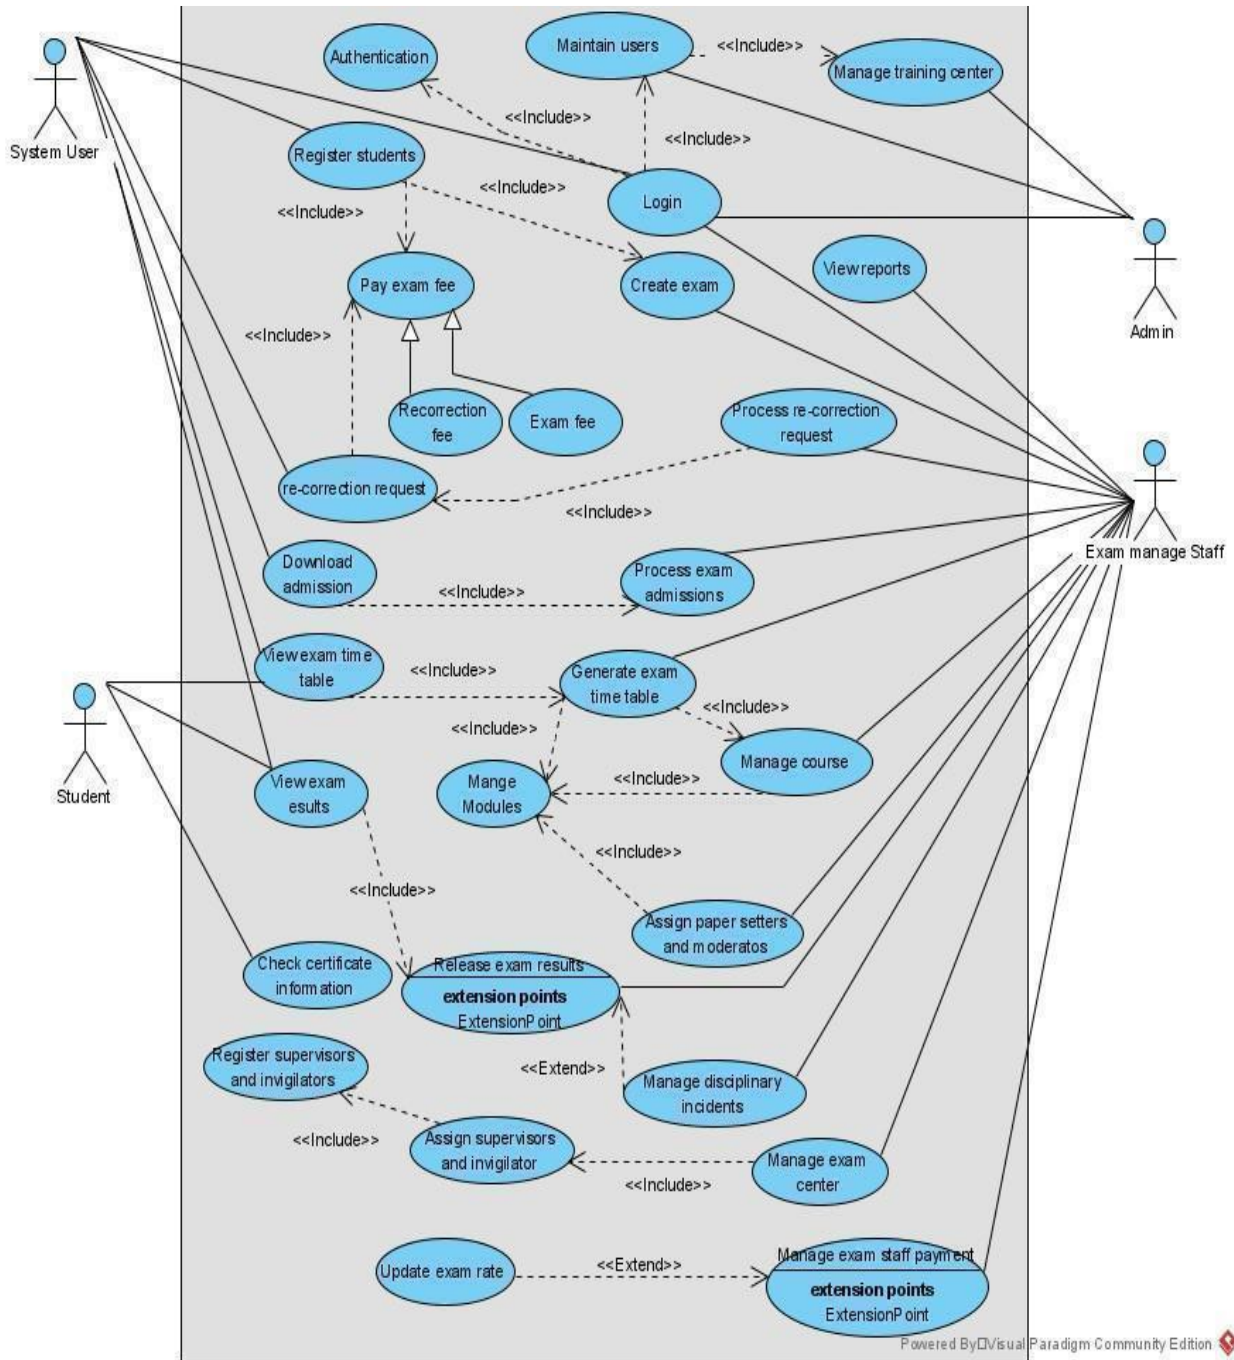 Maintain users
<<Include>>
Authentication
Manage training center
<<Include>>
<<Include>>
System User
Register students
<<Include>>
Login
<<Include>>
View reports
Pay exam fee
Create exam
Admin
<<Include>>
Recorrection
fee
Exam fee
Process re-correction
request
re-correction request
<<Include>>
Exam manage Staff
Download
admission
Process exam
admissions
<<Include>>
View exam time
table
<<Include>>
Generate exam
time table
<<Include>>
<<Include>>
Manage course
Student
View exam
esults
Mange
Modules
<<Include>>
<<Include>>
<<Include>>
Assign paper setters
and moderatos
Check certificate
information
Release exam results
extension points
ExtensionPoint
Register supervisors
and invigilators
<<Extend>>
Manage disciplinary
incidents
<<Include>>
Assign supervisors
and invigilator
Manage exam
center
<<Include>>
Update exam rate
<<Extend>>
Manage exam staff payment
extension points
ExtensionPoint
Powered By Visual Paradigm Community Edition